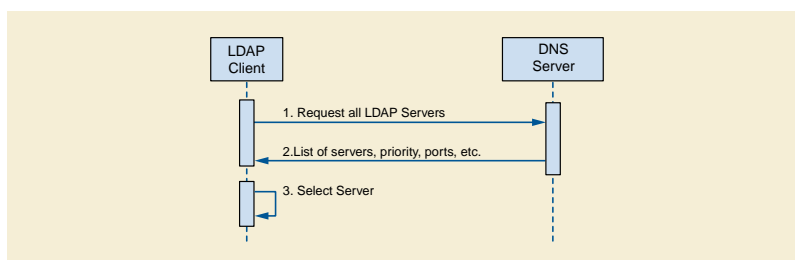 LDAP
Client
DNS
Server
1. Request all LDAP Servers
2.List of servers, priority, ports, etc.
3. Select Server